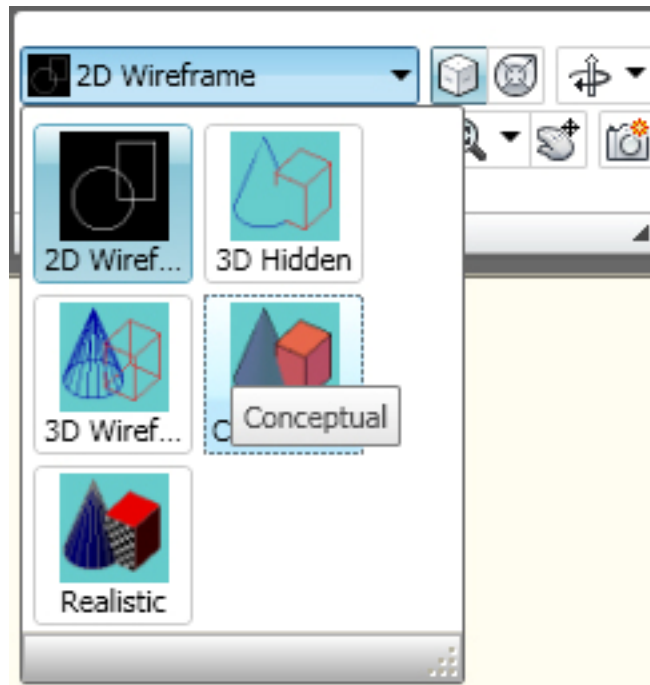 2D Wireframe
2D Wiref...
3D Hidden
3D Wiref...
C
Conceptual
Realistic